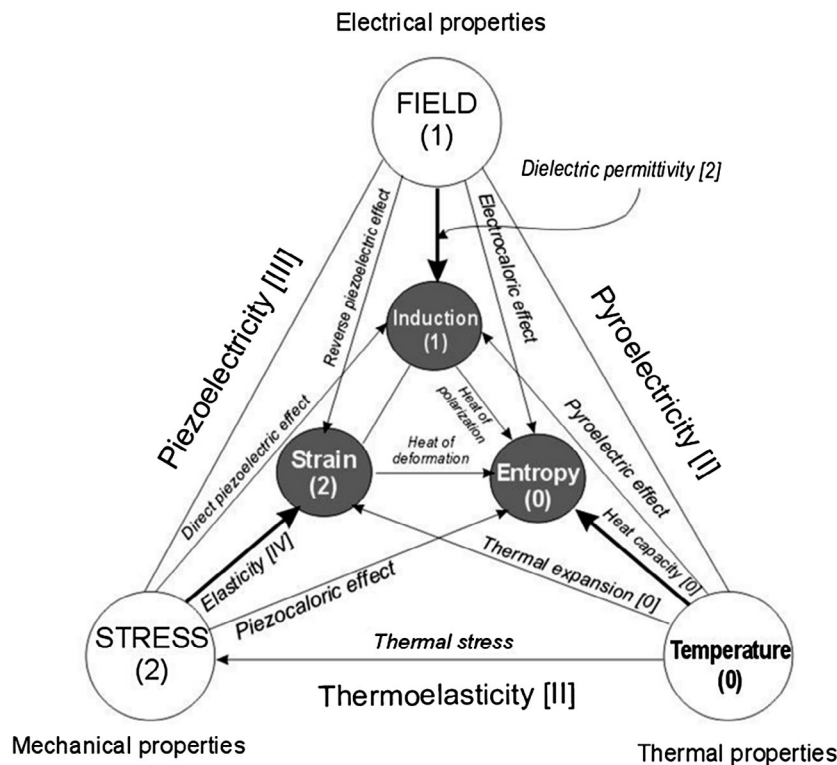 Electrical properties
FIELD
(1)
Dielectric permittivity [2]
Reverse piezoelectric effect
Electrocaloric effect
Piezoelectricity [III]
Pyroelectricity [I]
Induction
(1)
Direct piezoelectric effect
Heat of
polarization
Pyroelectric effect
Strain
(2)
Heat of
deformation
Entropy
(0)
Elasticity [IV]
Piezocaloric effect
Thermal expansion [0]
Heat capacity [0]
STRESS
(2)
Thermal stress
Temperature
(0)
Thermoelasticity [II]
Mechanical properties
Thermal properties